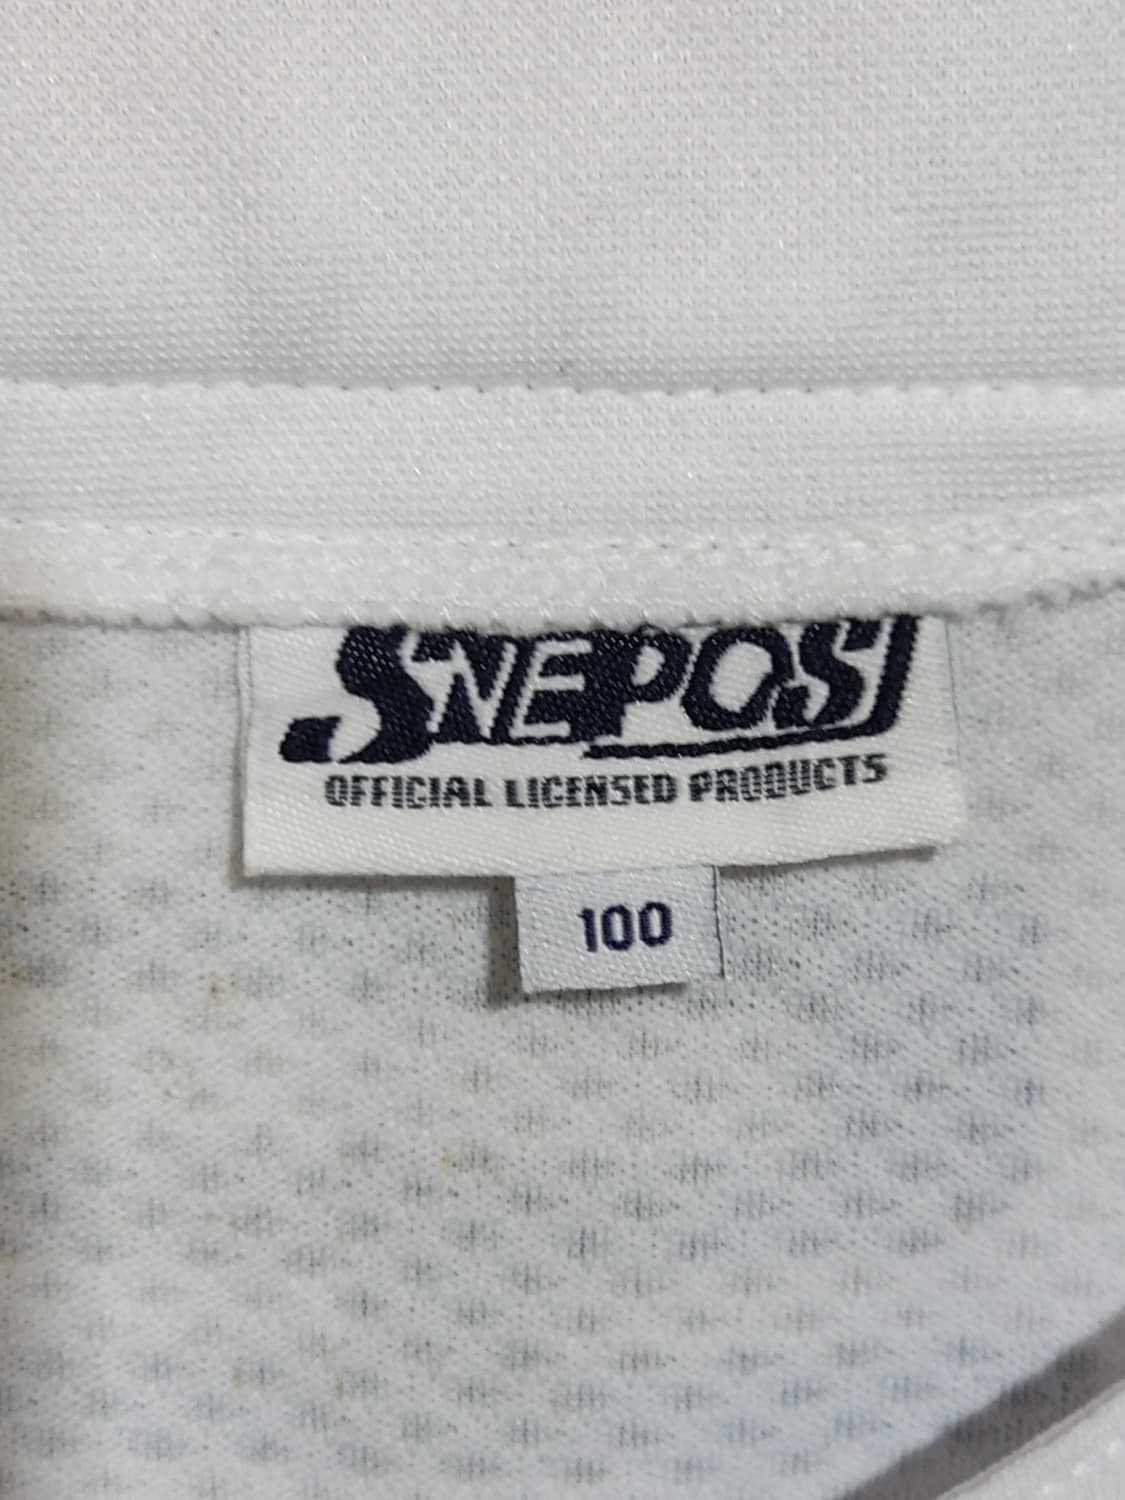 SNEPOS
OFFICIAL LICENSED PRODUCTS
100